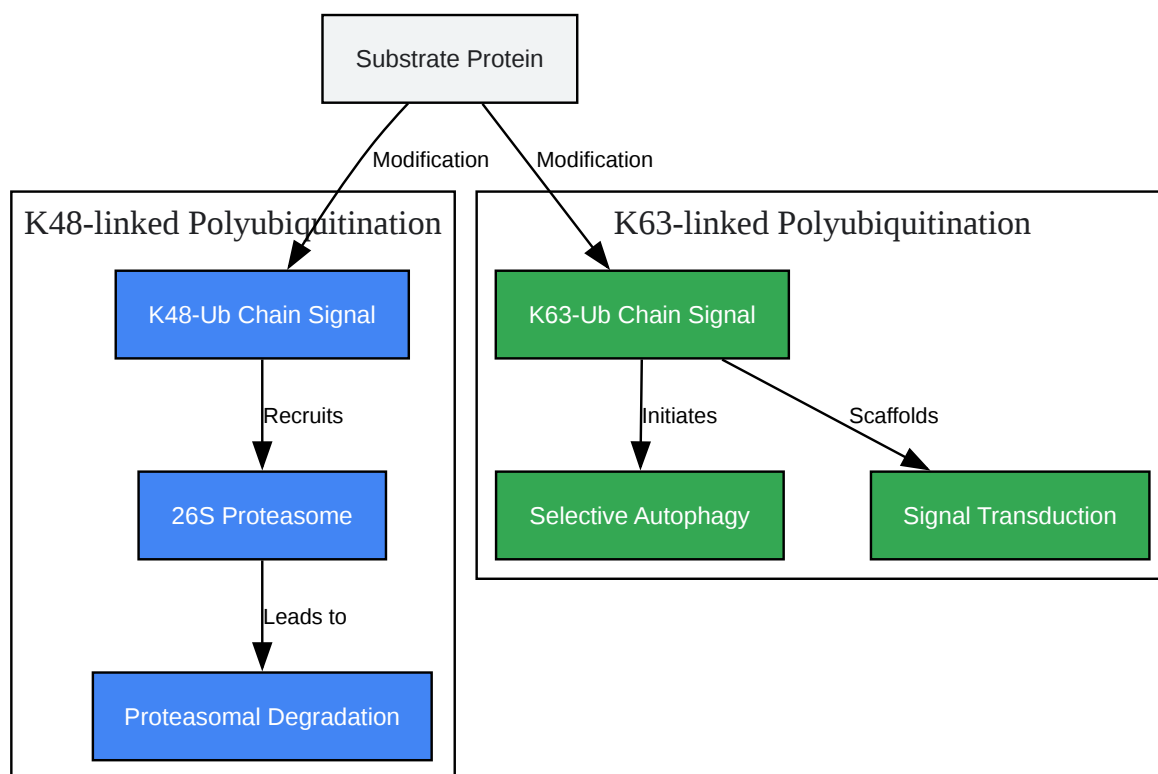 Substrate Protein
Modification
Modification
K48-linked Polyubiquitination
K63-linked Polyubiquitination
K48-Ub Chain Signal
K63-Ub Chain Signal
Recruits
Initiates
Scaffolds
26S Proteasome
Selective Autophagy
Signal Transduction
Leads to
Proteasomal Degradation